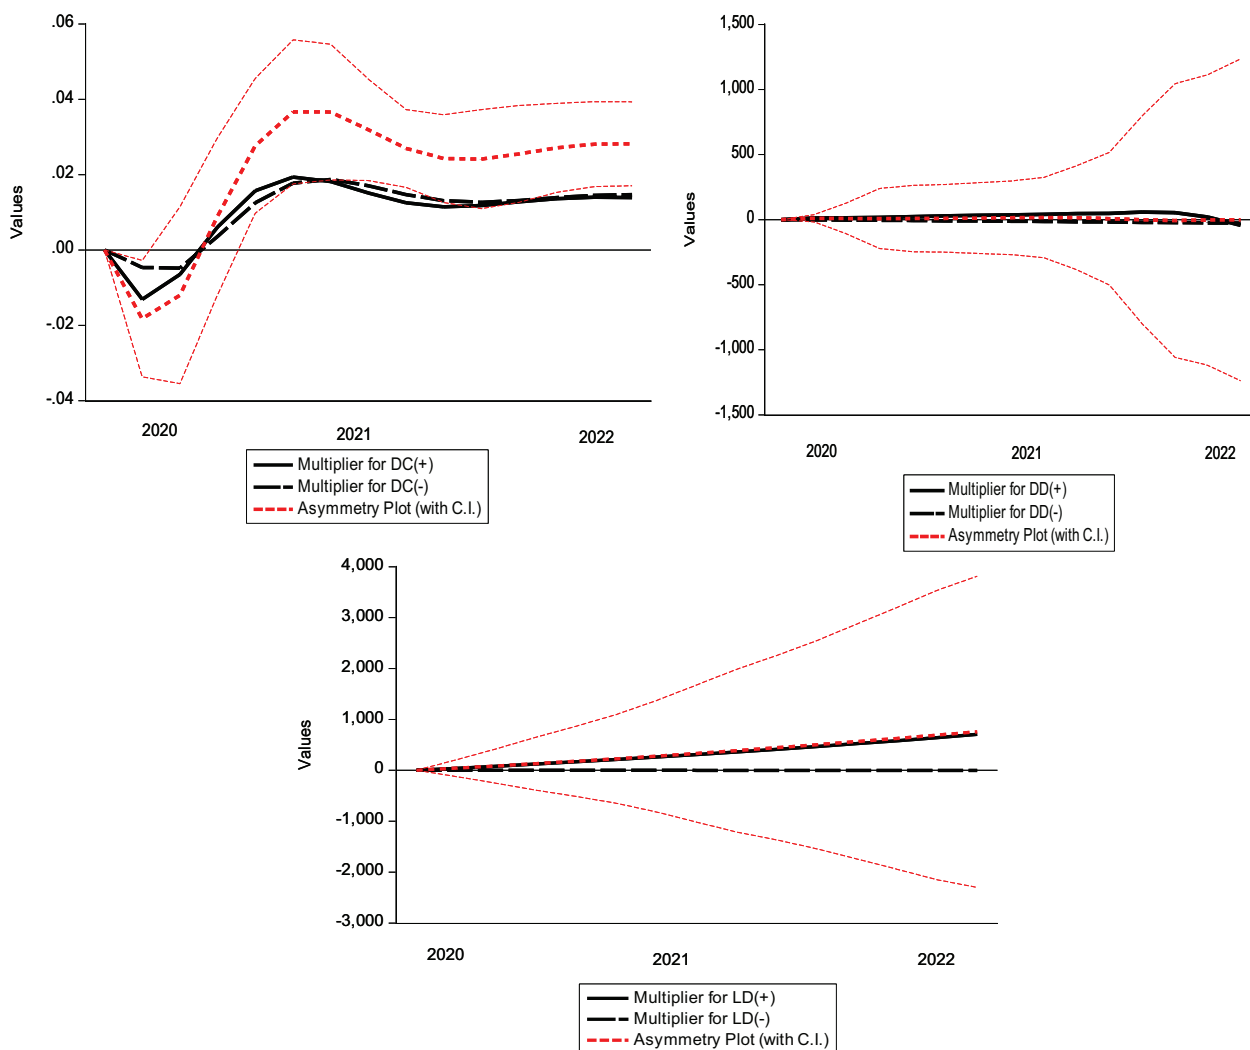 .06
.04
.02
.00
-.02
-.04
Values
2020
2021
2022
Multiplier for DC(+)
Multiplier for DC(-)
Asymmetry Plot (with C.I.)
1,500
1,000
500
0
-500
-1,000
-1,500
Values
2020
2021
2022
Multiplier for DD(+)
Multiplier for DD(-)
Asymmetry Plot (with C.I.)
4,000
3,000
2,000
1,000
0
-1,000
-2,000
-3,000
Values
2020
2021
2022
Multiplier for LD(+)
Multiplier for LD(-)
Asymmetry Plot (with C.I.)